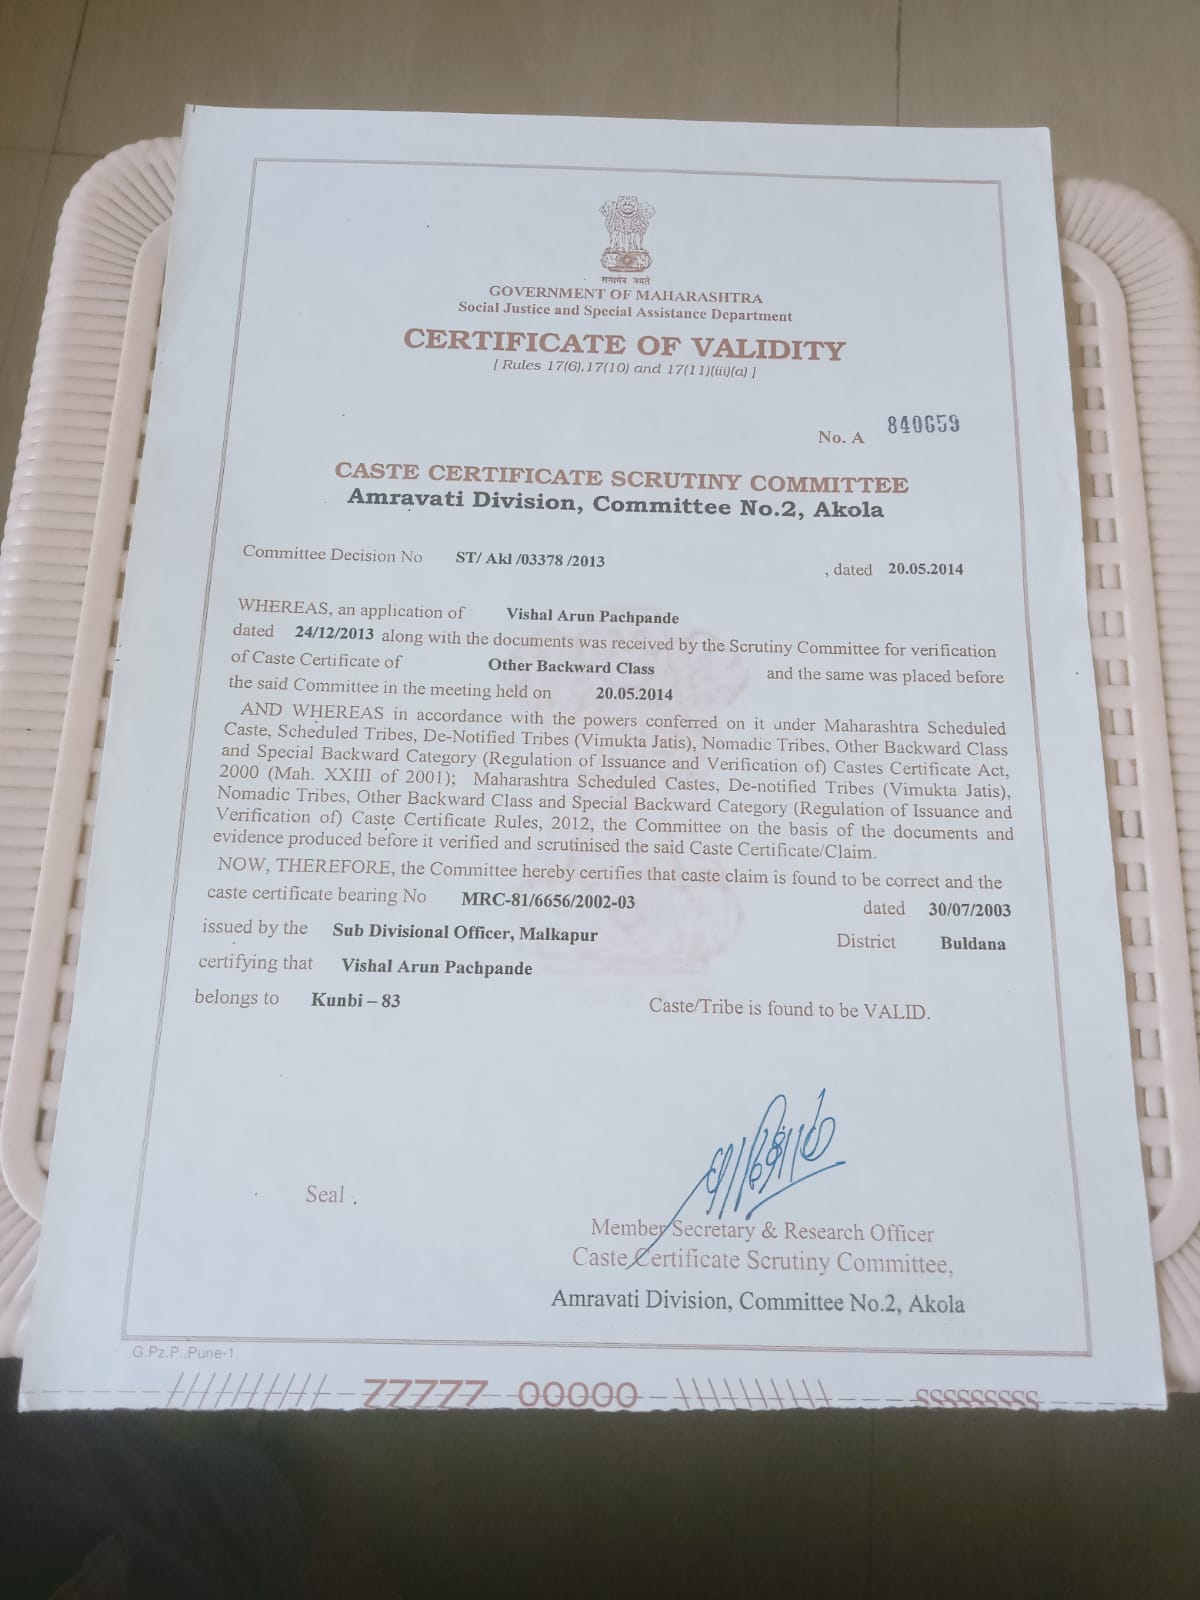 सत्यमेव जयते
GOVERNMENT OF MAHARASHTRA
Social Justice and Special Assistance Department
CERTIFICATE OF VALIDITY
[ Rules 17(6),17(10) and 17(11)(iii)(a) ]
No. A 840659
CASTE CERTIFICATE SCRUTINY COMMITTEE
Amravati Division, Committee No.2, Akola
Committee Decision No ST/ Akl /03378 /2013 , dated 20.05.2014
WHEREAS, an application of Vishal Arun Pachpande
dated 24/12/2013 along with the documents was received by the Scrutiny Committee for verification
of Caste Certificate of Other Backward Class and the same was placed before
the said Committee in the meeting held on 20.05.2014
AND WHEREAS in accordance with the powers conferred on it under Maharashtra Scheduled
Caste, Scheduled Tribes, De-Notified Tribes (Vimukta Jatis), Nomadic Tribes, Other Backward Class
and Special Backward Category (Regulation of Issuance and Verification of) Castes Certificate Act,
2000 (Mah. XXIII of 2001); Maharashtra Scheduled Castes, De-notified Tribes (Vimukta Jatis),
Nomadic Tribes, Other Backward Class and Special Backward Category (Regulation of Issuance and
Verification of) Caste Certificate Rules, 2012, the Committee on the basis of the documents and
evidence produced before it verified and scrutinised the said Caste Certificate/Claim.
NOW, THEREFORE, the Committee hereby certifies that caste claim is found to be correct and the
caste certificate bearing No MRC-81/6656/2002-03 dated 30/07/2003
issued by the Sub Divisional Officer, Malkapur District Buldana
certifying that Vishal Arun Pachpande
belongs to Kunbi – 83 Caste/Tribe is found to be VALID.
Seal
Member Secretary & Research Officer
Caste Certificate Scrutiny Committee,
Amravati Division, Committee No.2, Akola
G.Pz.P.,Pune-1.
ZZZZZ OOOOO SSSSSSSSS